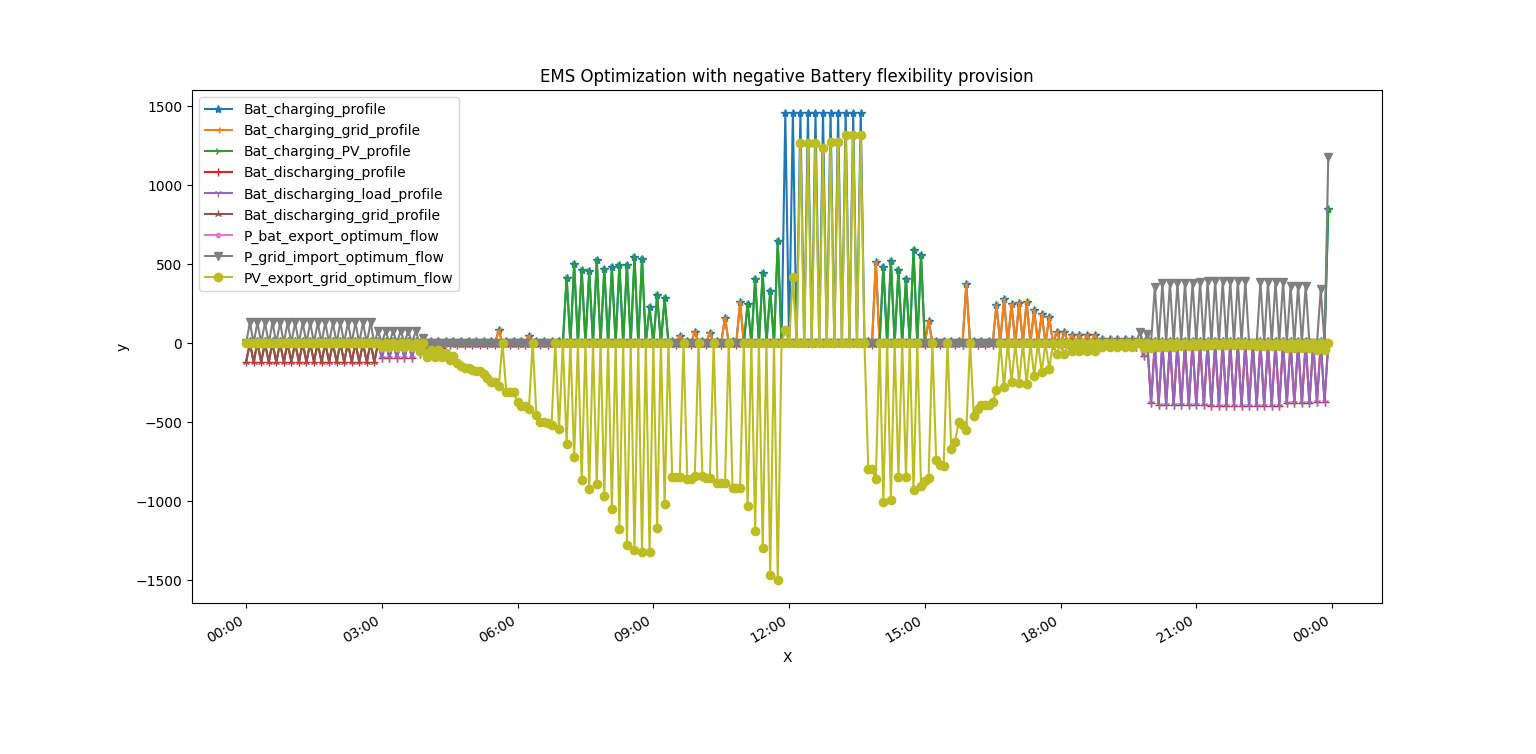 EMS Optimization with negative Battery flexibility provision
Bat_charging_profile
Bat_charging_grid_profile
Bat_charging_PV_profile
Bat_discharging_profile
Bat_discharging_load_profile
Bat_discharging_grid_profile
P_bat_export_optimum_flow
P_grid_import_optimum_flow
PV_export_grid_optimum_flow
1500
1000
500
0
−500
−1000
−1500
y
00:00 03:00 06:00 09:00 12:00 15:00 18:00 21:00 00:00
X